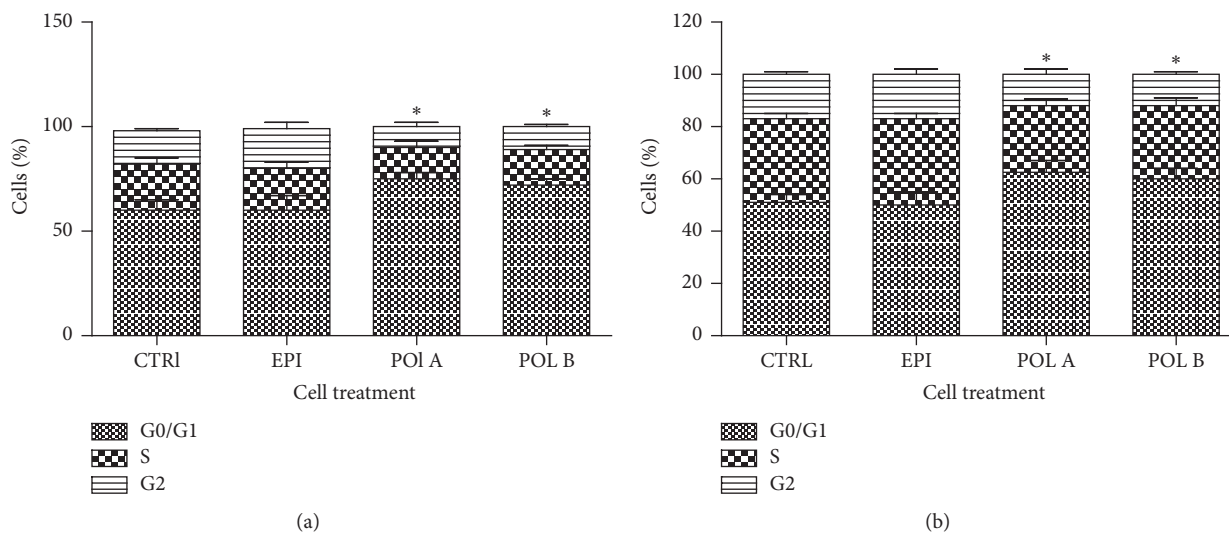 150
100
50
0
Cells (%)
*
*
CTRl
EPI
POl A
POL B
Cell treatment
G0/G1
S
G2
(a)
120
100
80
60
40
20
0
Cells (%)
*
*
CTRL
EPI
POL A
POL B
Cell treatment
G0/G1
S
G2
(b)